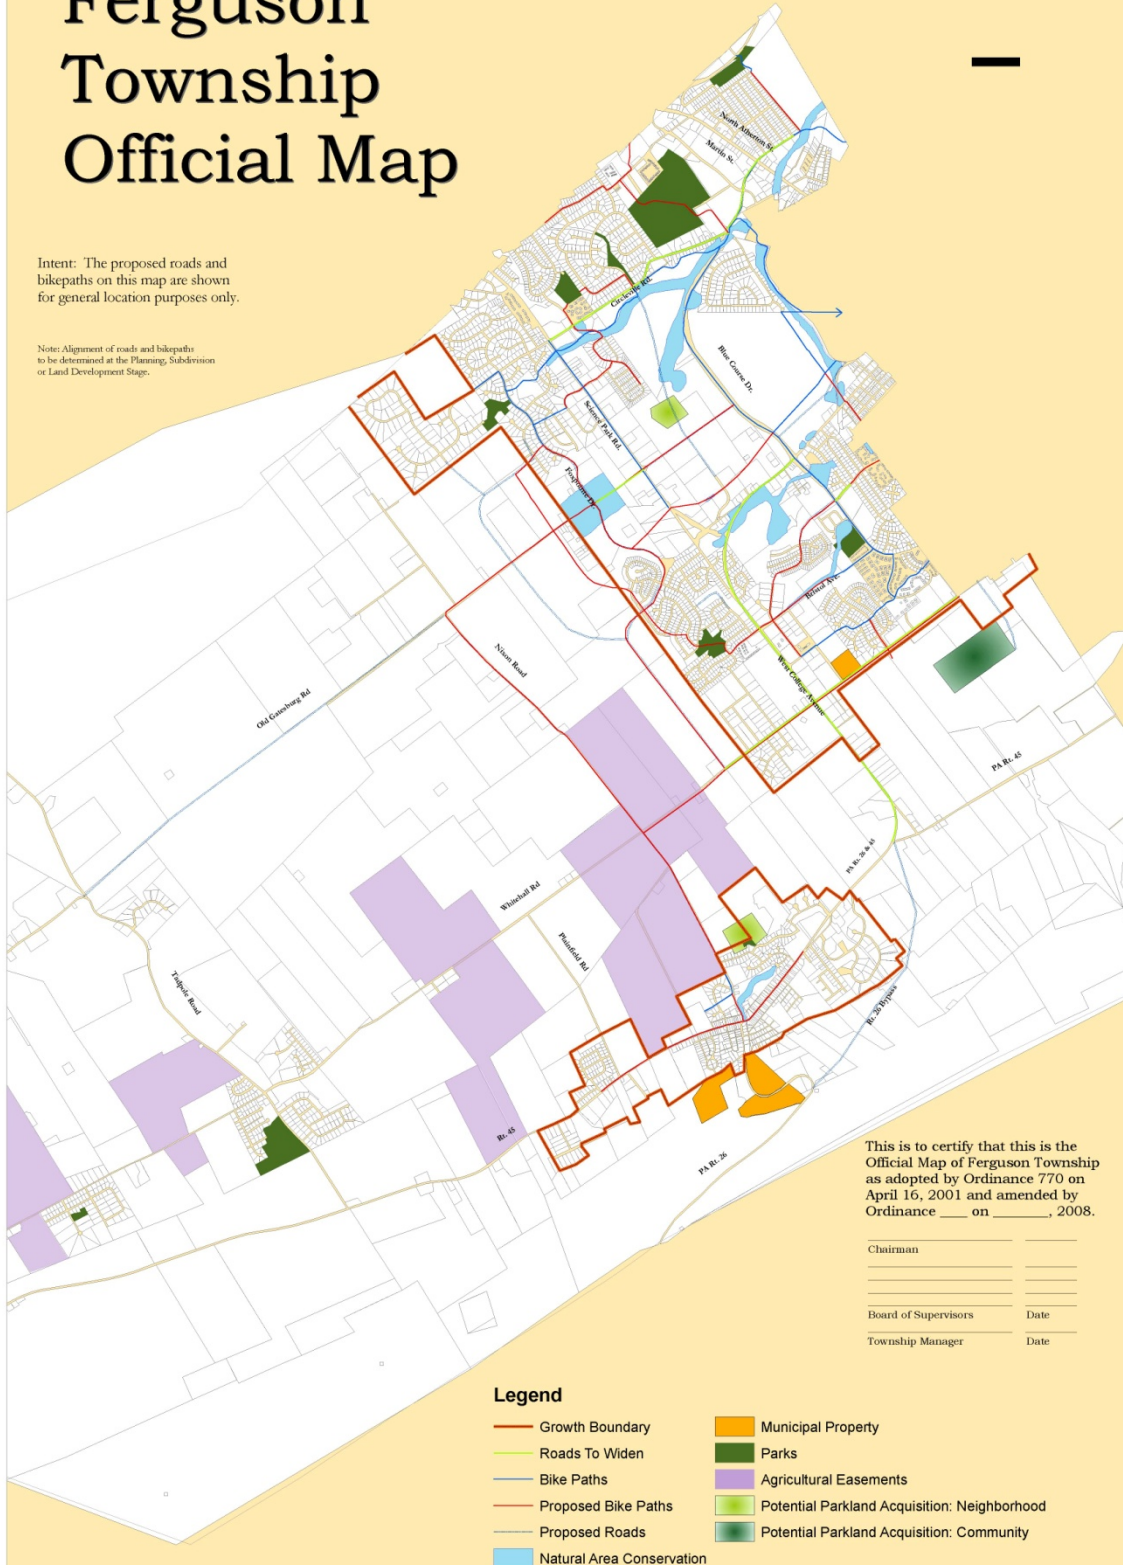 Ferguson
Township
Official Map
Intent: The proposed roads and
bikepaths on this map are shown
for general location purposes only.
Note: Alignment of roads and bikepaths
to be determined at the Planning, Subdivision
or Land Development Stage.
North Atherton St.
Martin St.
Circleville Rd.
Blue Course Dr.
Science Park Rd.
Foxpointe Dr.
Bristol Ave.
West College Avenue
Nixon Road
Old Gatesburg Rd
PA Rt. 45
PA Rt. 26 & 45
Whitehall Rd
Plainfield Rd
Tadpole Road
Rt. 26 Bypass
Rt. 45
PA Rt. 26
This is to certify that this is the
Official Map of Ferguson Township
as adopted by Ordinance 770 on
April 16, 2001 and amended by
Ordinance ____ on _______, 2008.
Chairman
Board of Supervisors Date
Township Manager Date
Legend
Growth Boundary
Roads To Widen
Bike Paths
Proposed Bike Paths
Proposed Roads
Natural Area Conservation
Municipal Property
Parks
Agricultural Easements
Potential Parkland Acquisition: Neighborhood
Potential Parkland Acquisition: Community